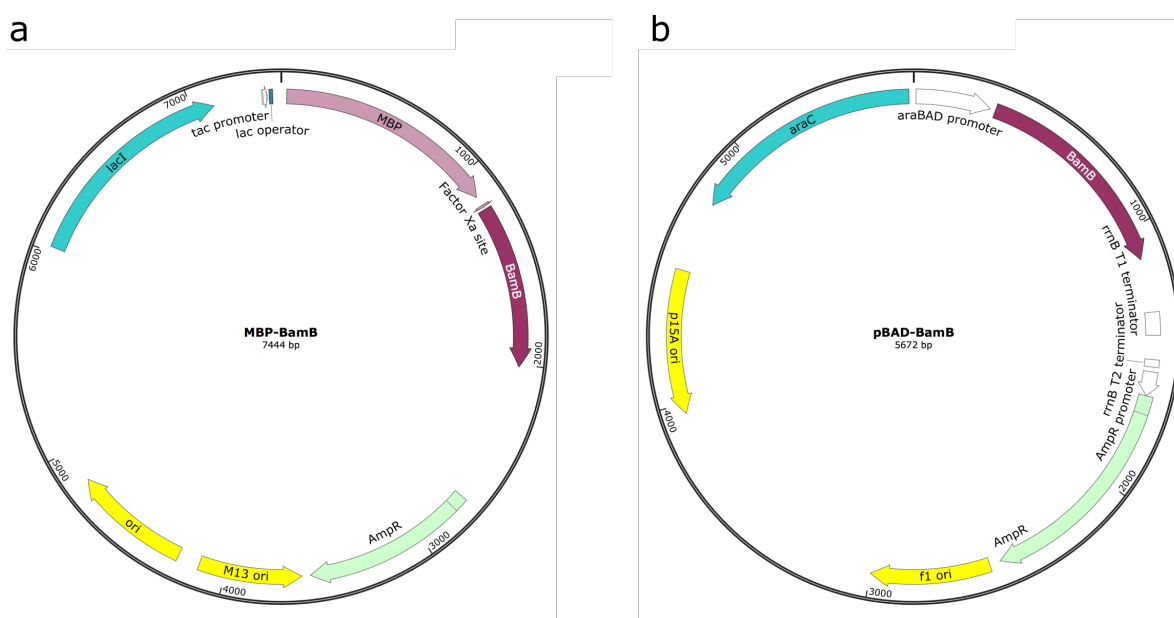 a
7000
tac promoter
lac operator
MBP
1000
lacI
Factor Xa site
6000
BamB
MBP-BamB
7444 bp
2000
5000
ori
AmpR
3000
M13 ori
4000
b
araC
araBAD promoter
5000
BamB
1000
rrnB T1 terminator
p15A ori
pBAD-BamB
5672 bp
rrnB T2 terminator
AmpR promoter
4000
2000
AmpR
f1 ori
3000